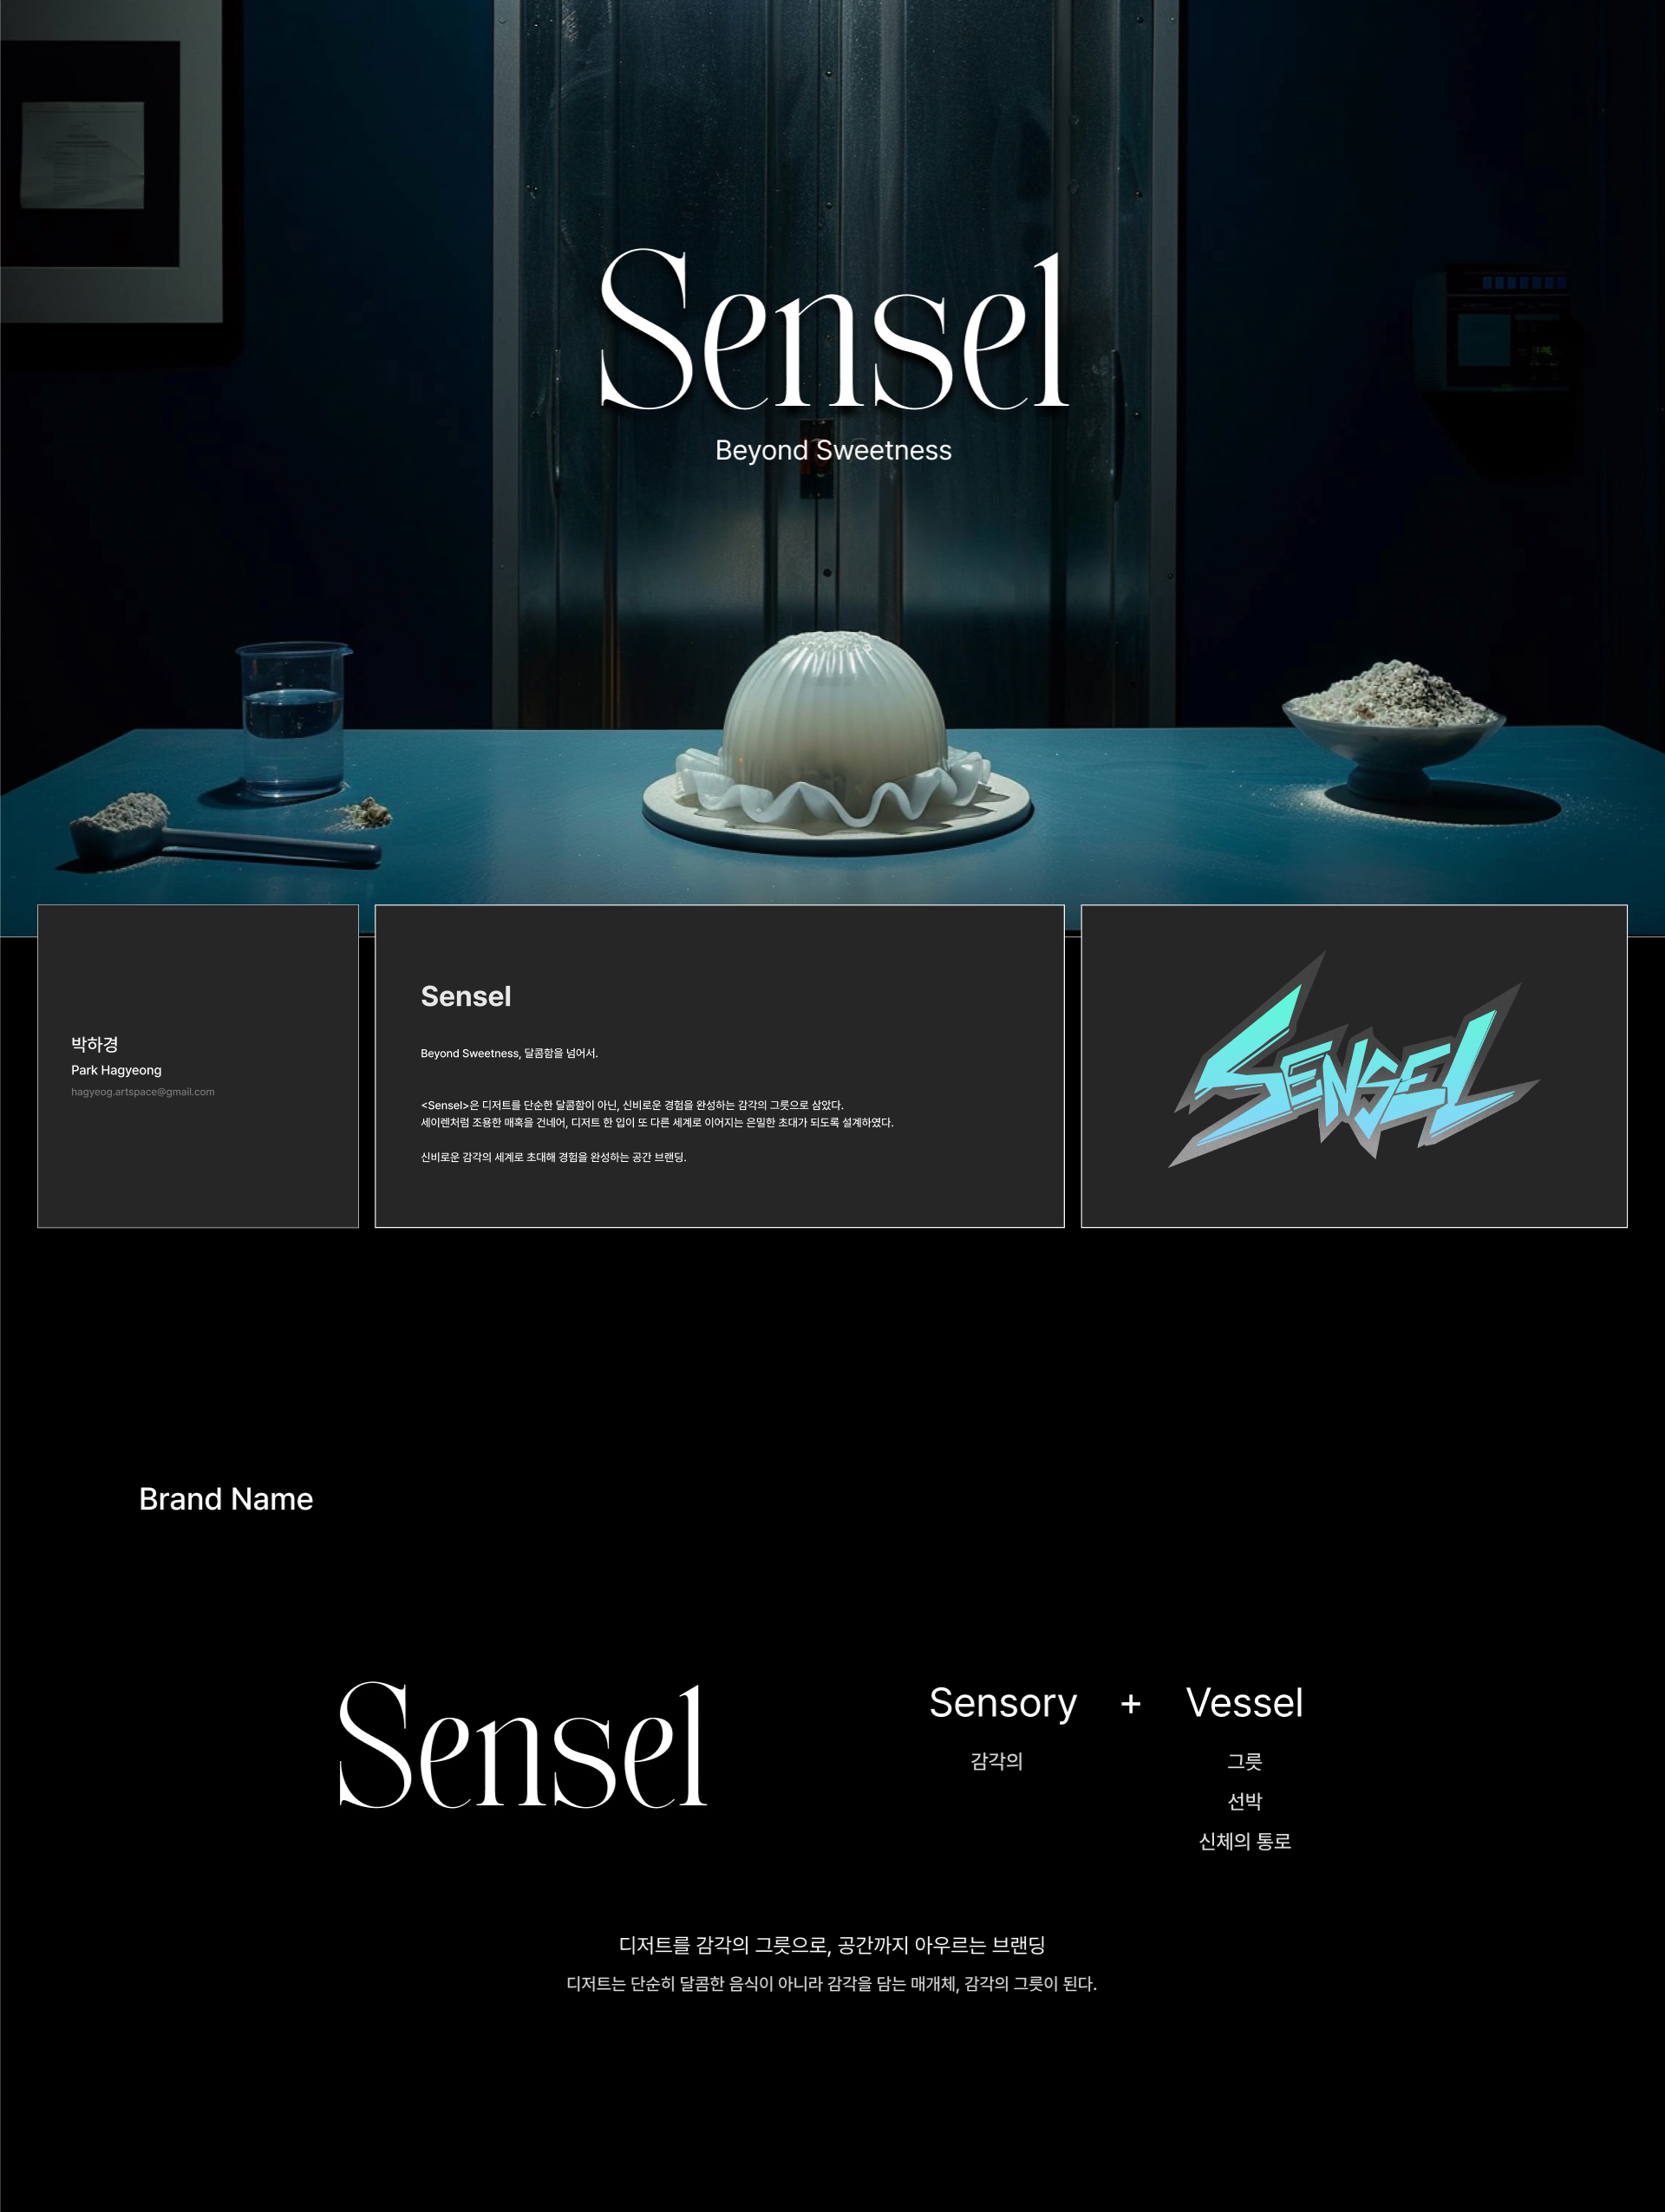 Sensel
Beyond Sweetness
박하경
Park Hagyeong
hagyeog.artspace@gmail.com
Sensel
Beyond Sweetness, 달콤함을 넘어서.
<Sensel>은 디저트를 단순한 달콤함이 아닌, 신비로운 경험을 완성하는 감각의 그릇으로 삼았다.
세이렌처럼 조용한 매혹을 건네어, 디저트 한 입이 또 다른 세계로 이어지는 은밀한 초대가 되도록 설계하였다.
신비로운 감각의 세계로 초대해 경험을 완성하는 공간 브랜딩.
SENSEL
Brand Name
Sensel
Sensory + Vessel
감각의 그릇
선박
신체의 통로
디저트를 감각의 그릇으로, 공간까지 아우르는 브랜딩
디저트는 단순히 달콤한 음식이 아니라 감각을 담는 매개체, 감각의 그릇이 된다.